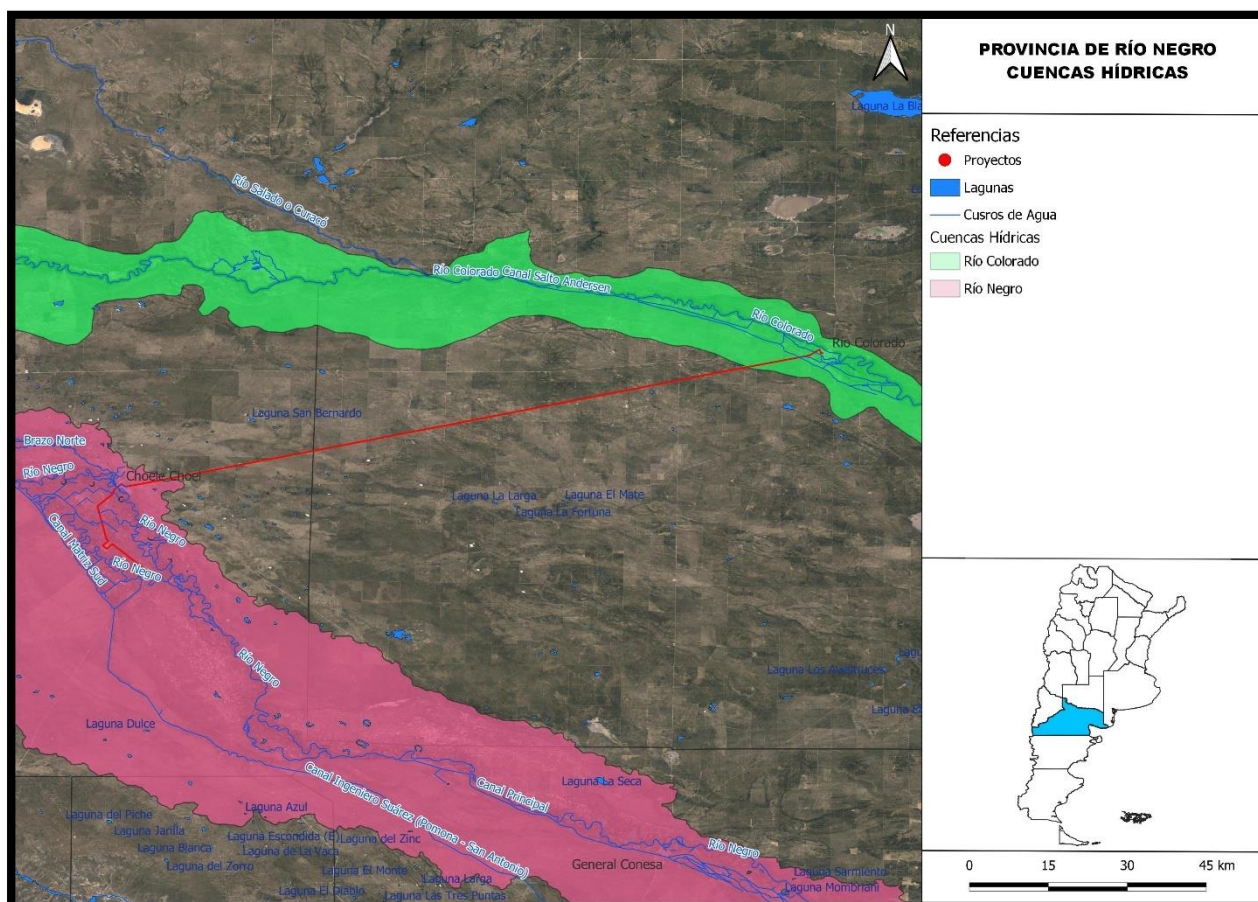 PROVINCIA DE RÍO NEGRO
CUENCAS HÍDRICAS
Referencias
Proyectos
Lagunas
Cusros de Agua
Cuencas Hídricas
Río Colorado
Río Negro
0 15 30 45 km
N
Laguna La Bla
Río Salado o Curacó
Río Colorado Canal Salto Andersen
Río Colorado
Río Colorado
Laguna San Bernardo
Brazo Norte
Río Negro
Choele Choel
Laguna La Larga
Laguna El Mate
Laguna La Fortuna
Río Negro
Canal Matriz Sud
Río Negro
Río Negro
Laguna Los Alaatruces
Laguna Dulce
Laguna La Seca
Canal Principal
Canal Ingeniero Suárez (Pomona - San Antonio)
Laguna Azul
Laguna del Piche
Laguna Jarilla
Laguna Escondida (E)
Laguna del Zinc
Laguna Blanca
Laguna de La Vaca
Laguna del Zorro
Laguna El Monte
Laguna El Diablo
Laguna Larga
Laguna Las Tres Puntas
General Conesa
Río Negro
Laguna Sarmiento
Laguna Mombriani